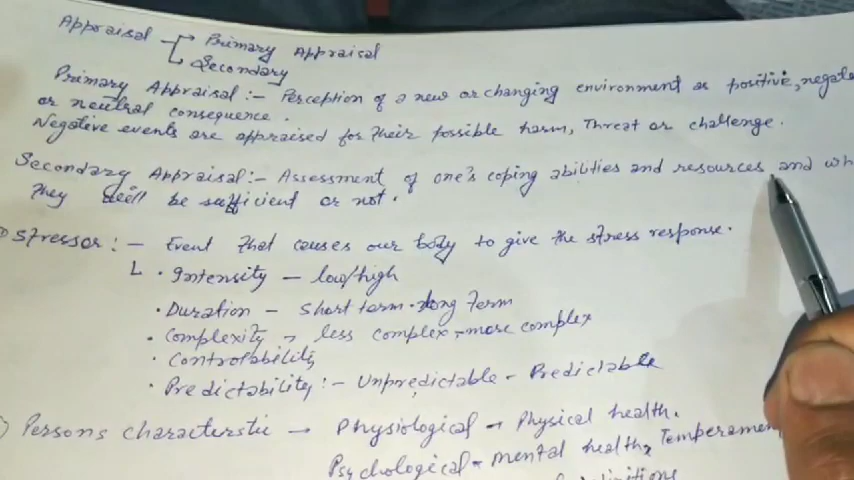 Appraisal → Primary Appraisal
↳ Secondary
Primary Appraisal :- Perception of a new or changing environment as positive, negate
or neutral consequence.
Negative events are appraised for their possible harm, Threat or challenge.
Secondary Appraisal :- Assessment of one's coping abilities and resources and wh
They will be sufficient or not.
Stressor :- Event that causes our body to give the stress response.
↳ • Intensity - low/high
• Duration - Short term - long Term
• Complexity → less complex - more complex
• Controlability
• Predictability :- Unpredictable - Predictable
Persons characterstic → Physiological → Physical health.
Psychological → mental health, Temperamen